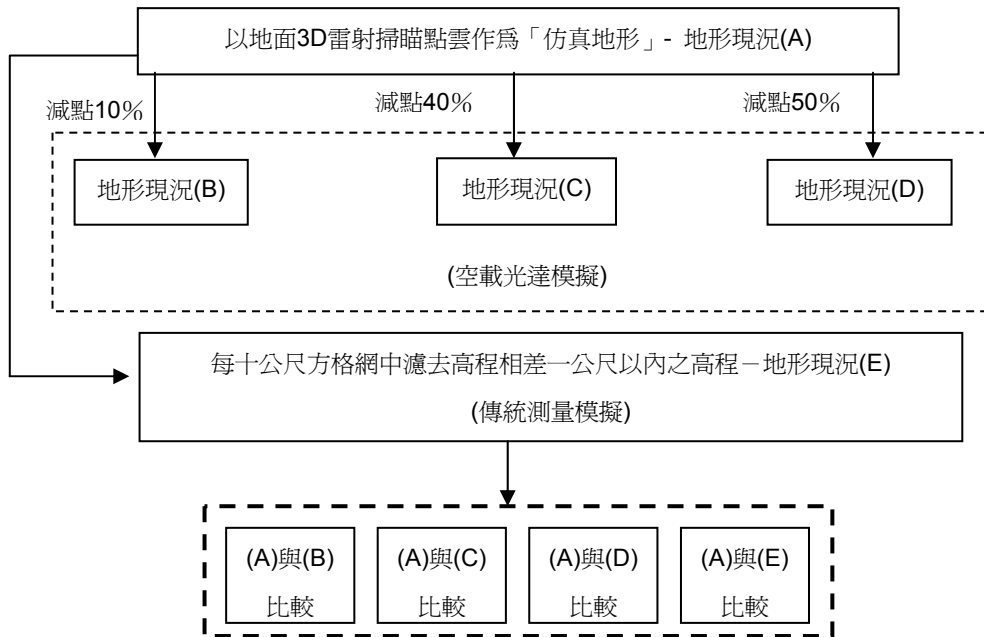 以地面3D雷射掃瞄點雲作為「仿真地形」- 地形現況(A)
減點10%
減點40%
減點50%
地形現況(B)
地形現況(C)
地形現況(D)
(空載光達模擬)
每十公尺方格網中濾去高程相差一公尺以內之高程－地形現況(E)
(傳統測量模擬)
(A)與(B)
比較
(A)與(C)
比較
(A)與(D)
比較
(A)與(E)
比較